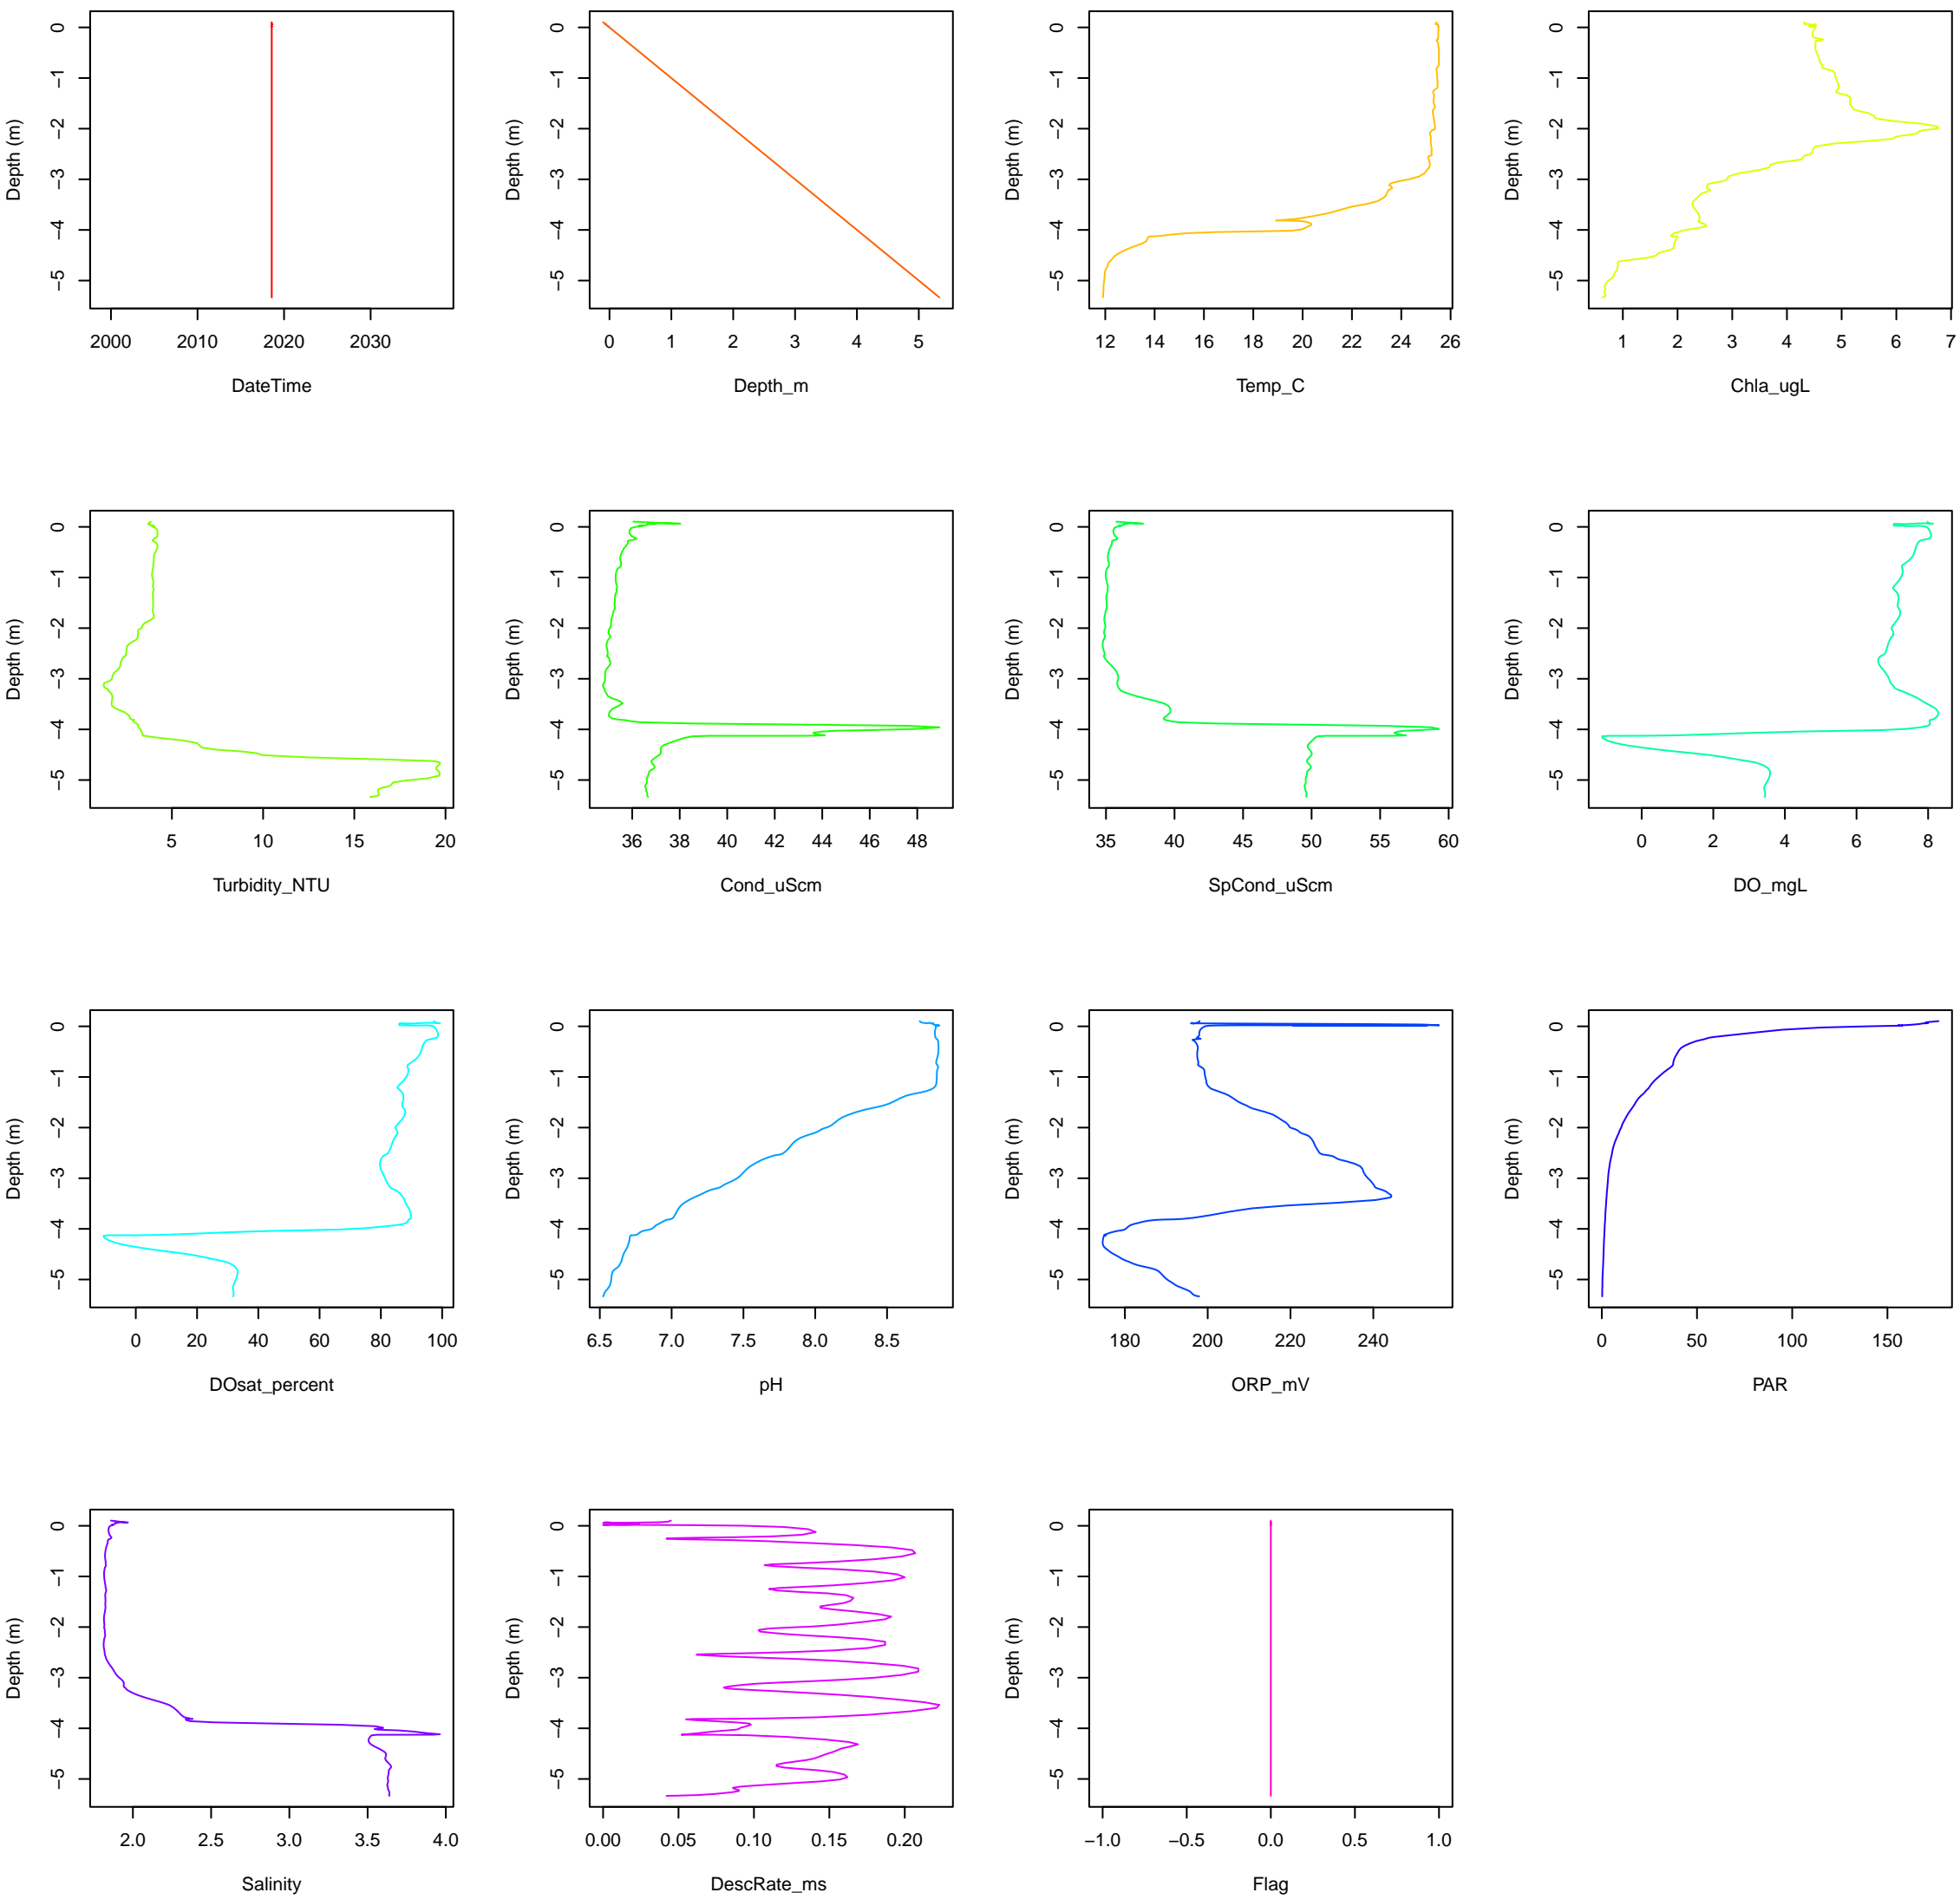 Depth (m)
0
−1
−2
−3
−4
−5
2000 2010 2020 2030
DateTime
Depth (m)
0
−1
−2
−3
−4
−5
0 1 2 3 4 5
Depth_m
Depth (m)
0
−1
−2
−3
−4
−5
12 14 16 18 20 22 24 26
Temp_C
Depth (m)
0
−1
−2
−3
−4
−5
1 2 3 4 5 6 7
Chla_ugL
Depth (m)
0
−1
−2
−3
−4
−5
5 10 15 20
Turbidity_NTU
Depth (m)
0
−1
−2
−3
−4
−5
36 38 40 42 44 46 48
Cond_uScm
Depth (m)
0
−1
−2
−3
−4
−5
35 40 45 50 55 60
SpCond_uScm
Depth (m)
0
−1
−2
−3
−4
−5
0 2 4 6 8
DO_mgL
Depth (m)
0
−1
−2
−3
−4
−5
0 20 40 60 80 100
DOsat_percent
Depth (m)
0
−1
−2
−3
−4
−5
6.5 7.0 7.5 8.0 8.5
pH
Depth (m)
0
−1
−2
−3
−4
−5
180 200 220 240
ORP_mV
Depth (m)
0
−1
−2
−3
−4
−5
0 50 100 150
PAR
Depth (m)
0
−1
−2
−3
−4
−5
2.0 2.5 3.0 3.5 4.0
Salinity
Depth (m)
0
−1
−2
−3
−4
−5
0.00 0.05 0.10 0.15 0.20
DescRate_ms
Depth (m)
0
−1
−2
−3
−4
−5
−1.0 −0.5 0.0 0.5 1.0
Flag